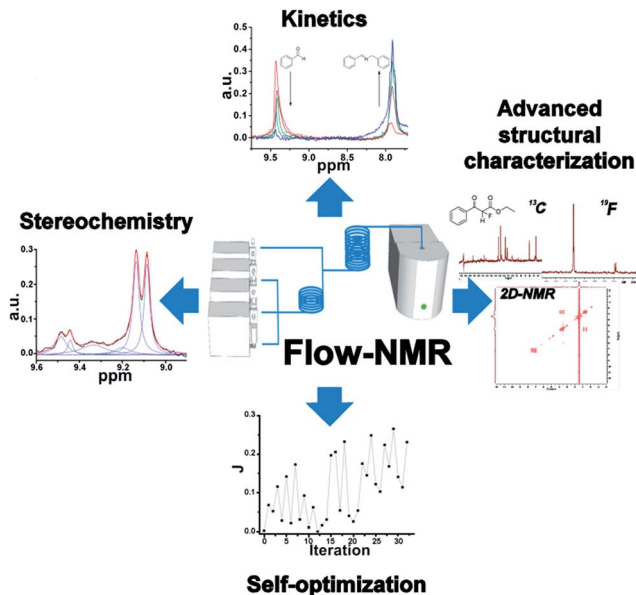 Kinetics
0.5
0.4
0.3
0.2
0.1
0.0
a.u.
O
H
N
9.5
9.0
8.5
8.0
ppm
Advanced
structural
characterization
O
O
O
F
H
13C
19F
2D-NMR
Stereochemistry
0.3
0.2
0.1
0.0
a.u.
9.6
9.4
9.2
9.0
ppm
Flow-NMR
0.3
0.2
0.1
0.0
J
0
5
10
15
20
25
30
Iteration
Self-optimization